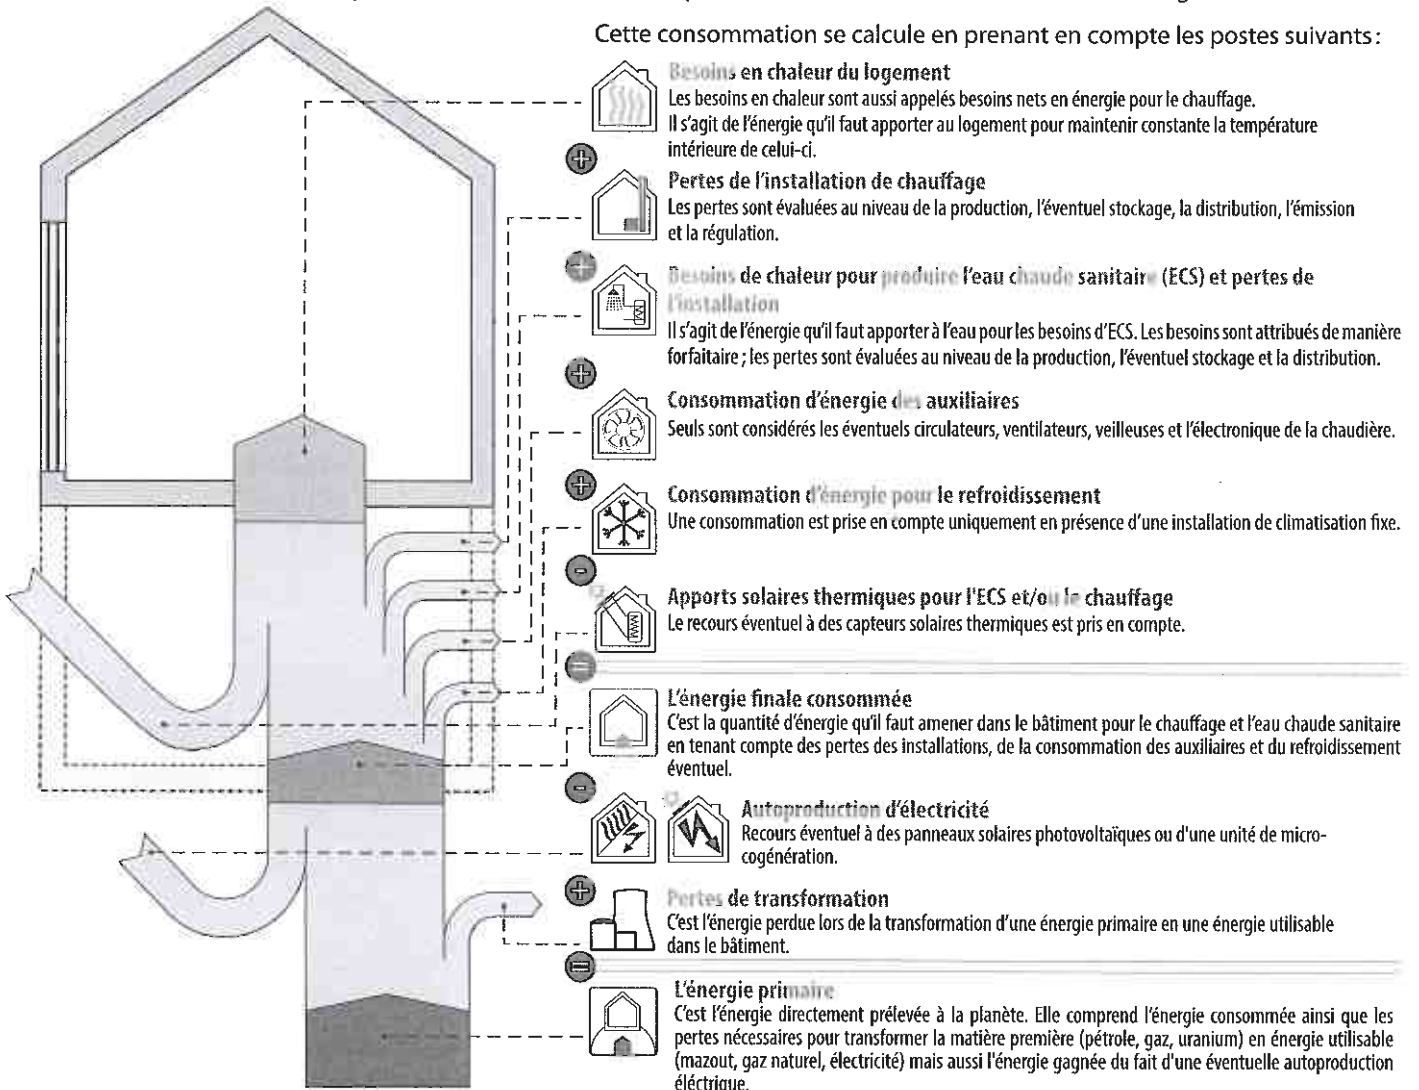 Cette consommation se calcule en prenant en compte les postes suivants :
Besoins en chaleur du logement
Les besoins en chaleur sont aussi appelés besoins nets en énergie pour le chauffage.
Il s'agit de l'énergie qu'il faut apporter au logement pour maintenir constante la température
intérieure de celui-ci.
Pertes de l'installation de chauffage
Les pertes sont évaluées au niveau de la production, l'éventuel stockage, la distribution, l'émission
et la régulation.
Besoins de chaleur pour produire l'eau chaude sanitaire (ECS) et pertes de
l'installation
Il s'agit de l'énergie qu'il faut apporter à l'eau pour les besoins d'ECS. Les besoins sont attribués de manière
forfaitaire ; les pertes sont évaluées au niveau de la production, l'éventuel stockage et la distribution.
Consommation d'énergie des auxiliaires
Seuls sont considérés les éventuels circulateurs, ventilateurs, veilleuses et l'électronique de la chaudière.
Consommation d'énergie pour le refroidissement
Une consommation est prise en compte uniquement en présence d'une installation de climatisation fixe.
Apports solaires thermiques pour l'ECS et/ou le chauffage
Le recours éventuel à des capteurs solaires thermiques est pris en compte.
L'énergie finale consommée
C'est la quantité d'énergie qu'il faut amener dans le bâtiment pour le chauffage et l'eau chaude sanitaire
en tenant compte des pertes des installations, de la consommation des auxiliaires et du refroidissement
éventuel.
Autoproduction d'électricité
Recours éventuel à des panneaux solaires photovoltaïques ou d'une unité de micro-
cogénération.
Pertes de transformation
C'est l'énergie perdue lors de la transformation d'une énergie primaire en une énergie utilisable
dans le bâtiment.
L'énergie primaire
C'est l'énergie directement prélevée à la planète. Elle comprend l'énergie consommée ainsi que les
pertes nécessaires pour transformer la matière première (pétrole, gaz, uranium) en énergie utilisable
(mazout, gaz naturel, électricité) mais aussi l'énergie gagnée du fait d'une éventuelle autoproduction
éléctrique.